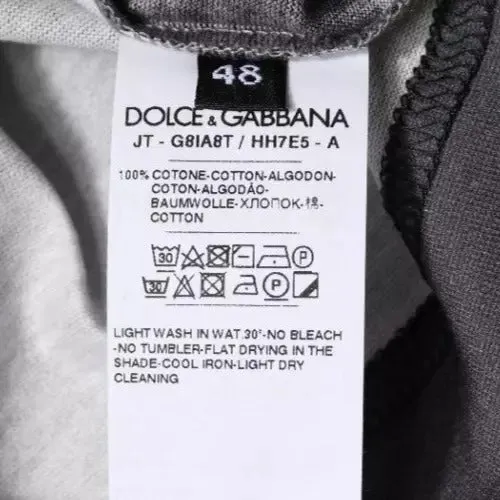 48
DOLCE & GABBANA
JT - G8IA8T / HH7E5 - A
100% COTONE-COTTON-ALGODON-
COTON-ALGODÃO-
BAUMWOLLE-ХЛОПОК-棉-
COTTON
30 P
30 P
LIGHT WASH IN WAT.30°-NO BLEACH
-NO TUMBLER-FLAT DRYING IN THE
SHADE-COOL IRON-LIGHT DRY
CLEANING